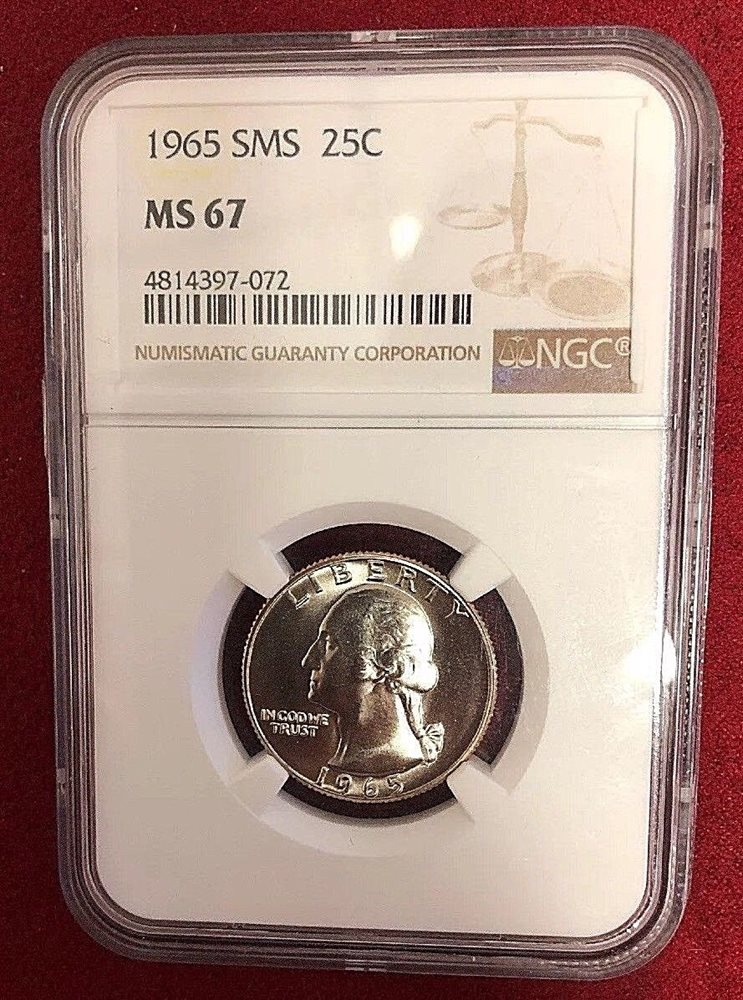 1965 SMS 25C
MS 67
4814397-072
NUMISMATIC GUARANTY CORPORATION
NGC®
LIBERTY
IN GOD WE
TRUST
1965